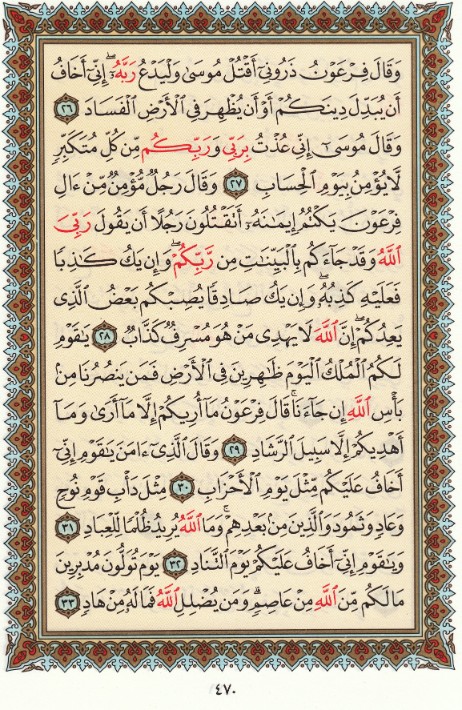 وَقَالَ فِرْعَوْنُ ذَرُونِىٓ أَقْتُلْ مُوسَىٰ وَلْيَدْعُ رَبَّهُۥٓ ۖ إِنِّىٓ أَخَافُ
أَن يُبَدِّلَ دِينَكُمْ أَوْ أَن يُظْهِرَ فِى ٱلْأَرْضِ ٱلْفَسَادَ ٢٦
وَقَالَ مُوسَىٰٓ إِنِّى عُذْتُ بِرَبِّى وَرَبِّكُم مِّن كُلِّ مُتَكَبِّرٍ
لَّا يُؤْمِنُ بِيَوْمِ ٱلْحِسَابِ ٢٧ وَقَالَ رَجُلٌ مُّؤْمِنٌ مِّنْ ءَالِ
فِرْعَوْنَ يَكْتُمُ إِيمَٰنَهُۥٓ أَتَقْتُلُونَ رَجُلًا أَن يَقُولَ رَبِّىَ
ٱللَّهُ وَقَدْ جَآءَكُم بِٱلْبَيِّنَٰتِ مِن رَّبِّكُمْ ۖ وَإِن يَكُ كَٰذِبًا
فَعَلَيْهِ كَذِبُهُۥ ۖ وَإِن يَكُ صَادِقًا يُصِبْكُم بَعْضُ ٱلَّذِى
يَعِدُكُمْ ۖ إِنَّ ٱللَّهَ لَا يَهْدِى مَنْ هُوَ مُسْرِفٌ كَذَّابٌ ٢٨ يَٰقَوْمِ
لَكُمُ ٱلْمُلْكُ ٱلْيَوْمَ ظَٰهِرِينَ فِى ٱلْأَرْضِ فَمَن يَنصُرُنَا مِنۢ
بَأْسِ ٱللَّهِ إِن جَآءَنَا ۚ قَالَ فِرْعَوْنُ مَآ أُرِيكُمْ إِلَّا مَآ أَرَىٰ وَمَآ
أَهْدِيكُمْ إِلَّا سَبِيلَ ٱلرَّشَادِ ٢٩ وَقَالَ ٱلَّذِىٓ ءَامَنَ يَٰقَوْمِ إِنِّىٓ
أَخَافُ عَلَيْكُم مِّثْلَ يَوْمِ ٱلْأَحْزَابِ ٣٠ مِثْلَ دَأْبِ قَوْمِ نُوحٍ
وَعَادٍ وَثَمُودَ وَٱلَّذِينَ مِنۢ بَعْدِهِمْ ۚ وَمَا ٱللَّهُ يُرِيدُ ظُلْمًا لِّلْعِبَادِ ٣١
وَيَٰقَوْمِ إِنِّىٓ أَخَافُ عَلَيْكُمْ يَوْمَ ٱلتَّنَادِ ٣٢ يَوْمَ تُوَلُّونَ مُدْبِرِينَ
مَا لَكُم مِّنَ ٱللَّهِ مِنْ عَاصِمٍ ۗ وَمَن يُضْلِلِ ٱللَّهُ فَمَا لَهُۥ مِنْ هَادٍ ٣٣
٤٧٠